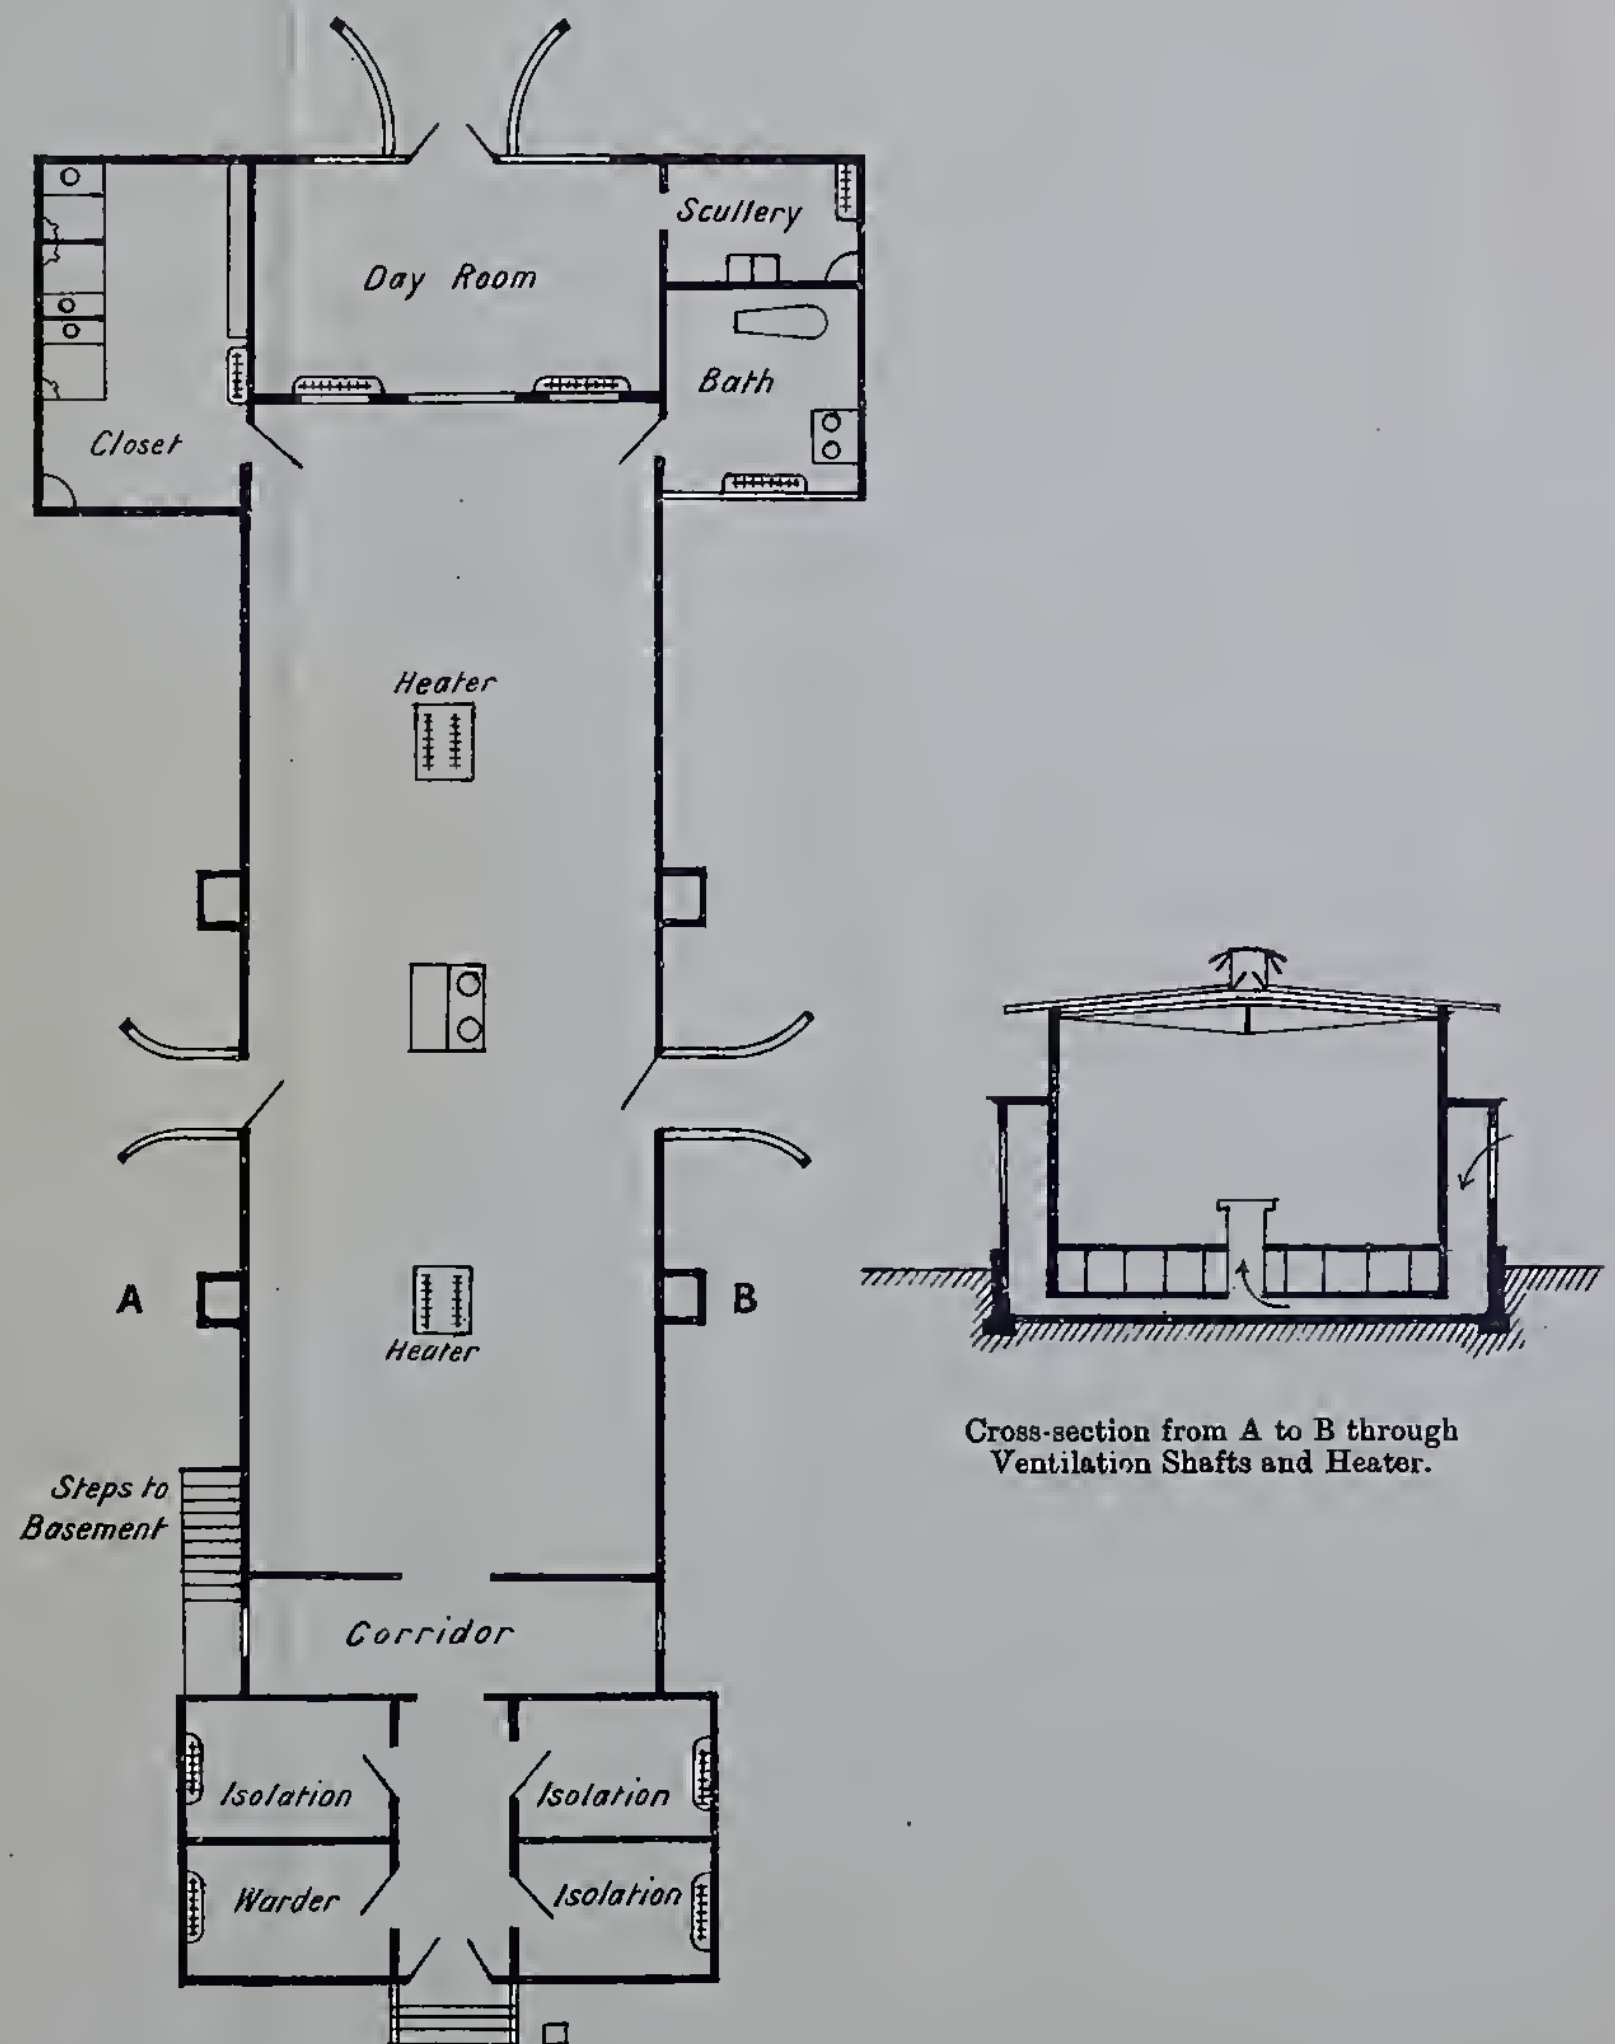 Scullery
Day Room
Bath
Closet
Heater
A
B
Heater
Cross-section from A to B through
Ventilation Shafts and Heater.
Steps to
Basement
Corridor
Isolation
Isolation
Warder
Isolation